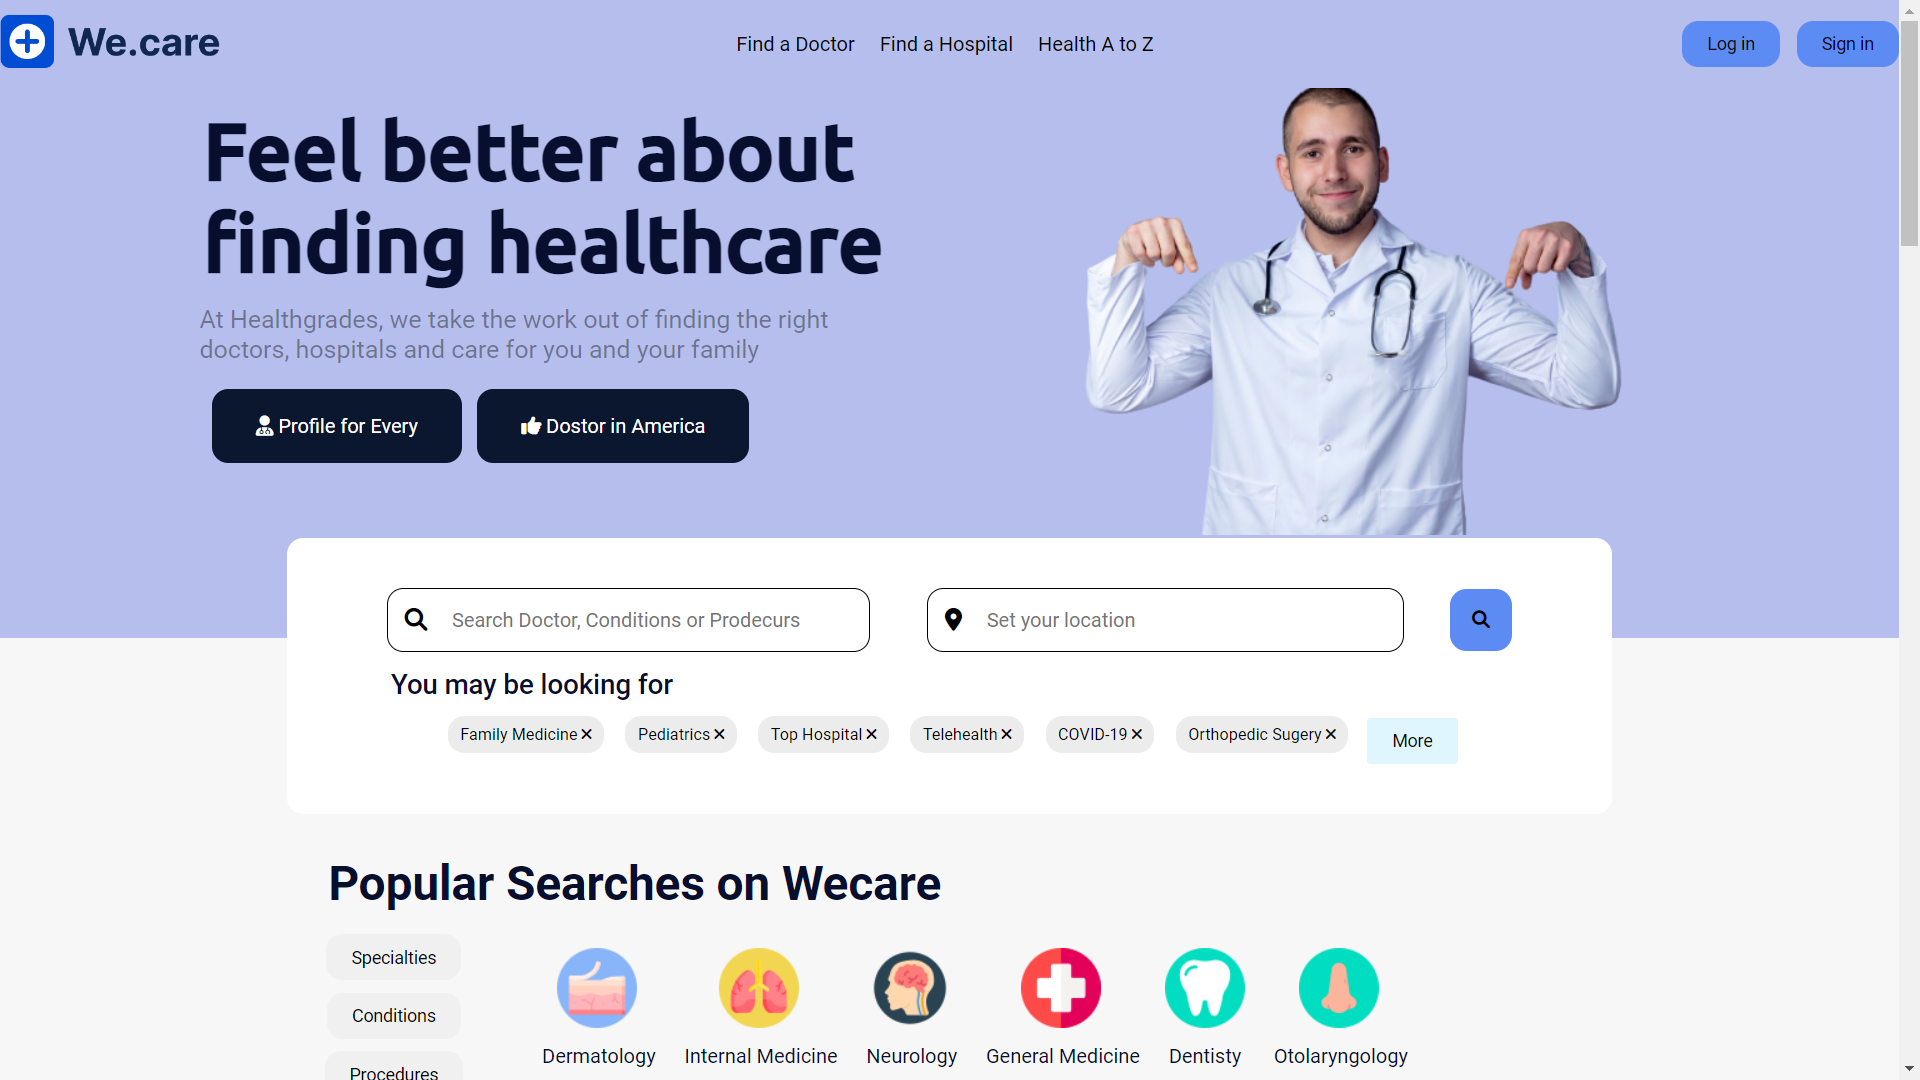 We.care
Find a Doctor Find a Hospital Health A to Z
Log in Sign in
Feel better about
finding healthcare
At Healthgrades, we take the work out of finding the right
doctors, hospitals and care for you and your family
Profile for Every Dostor in America
Search Doctor, Conditions or Prodecurs
Set your location
You may be looking for
Family Medicine Pediatrics Top Hospital Telehealth COVID-19 Orthopedic Sugery More
Popular Searches on Wecare
Specialties
Conditions
Procedures
Dermatology Internal Medicine Neurology General Medicine Dentisty Otolaryngology